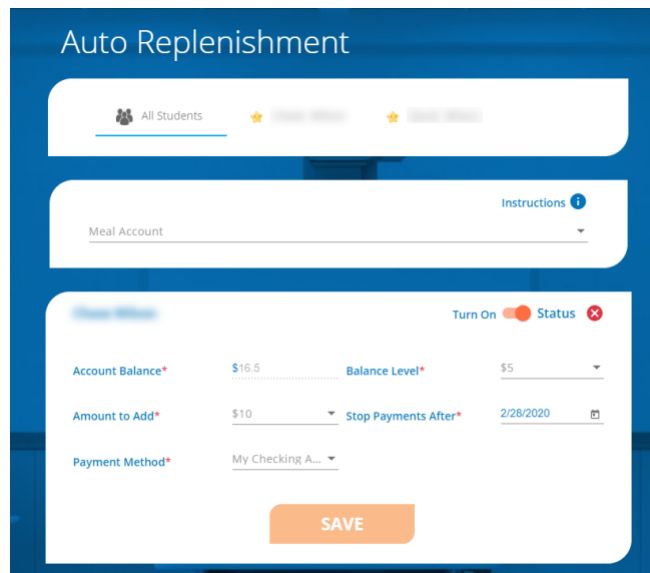 Auto Replenishment
All Students
Instructions i
Meal Account
Turn On Status
Account Balance* $16.5 Balance Level* $5
Amount to Add* $10 Stop Payments After* 2/28/2020
Payment Method* My Checking A...
SAVE